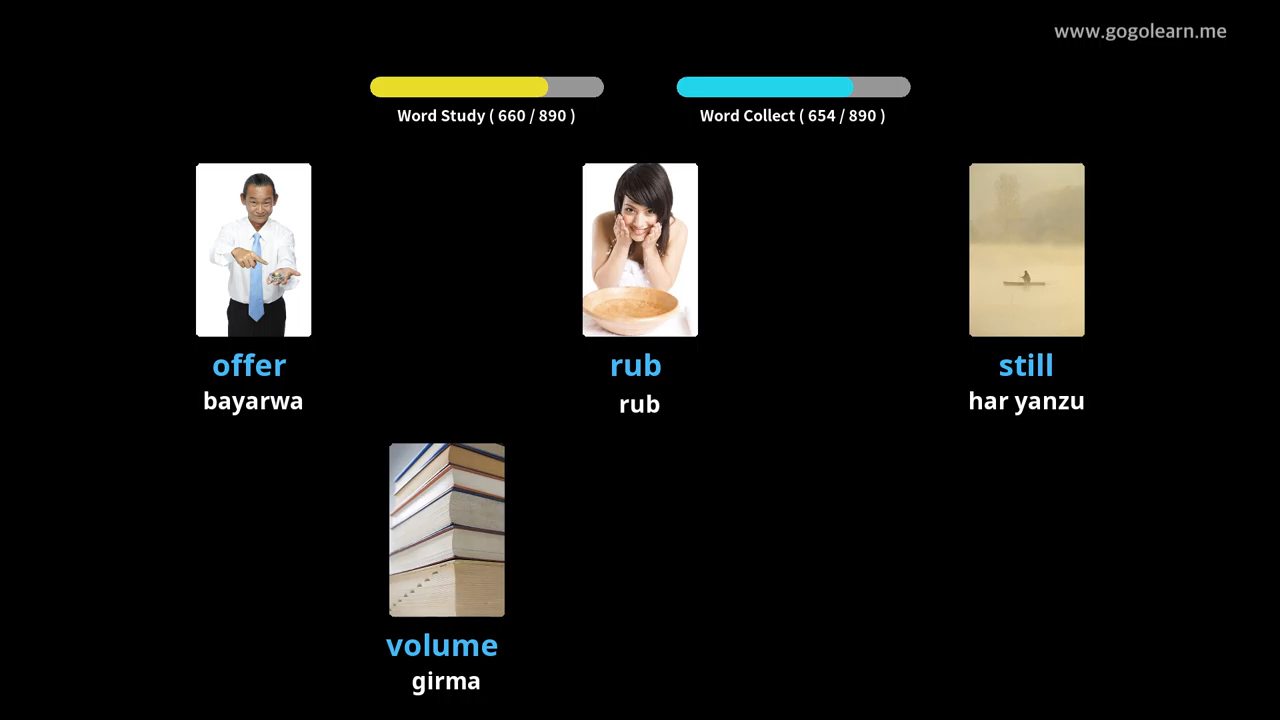 www.gogolearn.me
Word Study ( 660 / 890 )
Word Collect ( 654 / 890 )
offer
bayarwa
rub
rub
still
har yanzu
volume
girma